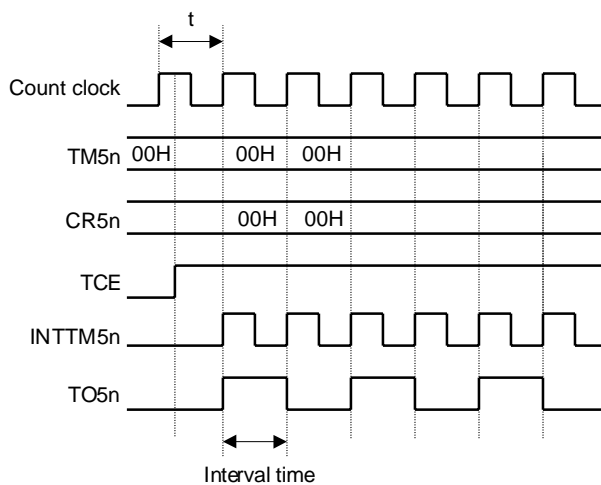 t
Count clock
TM5n 00H 00H 00H
CR5n 00H 00H
TCE
INTTM5n
TO5n
Interval time